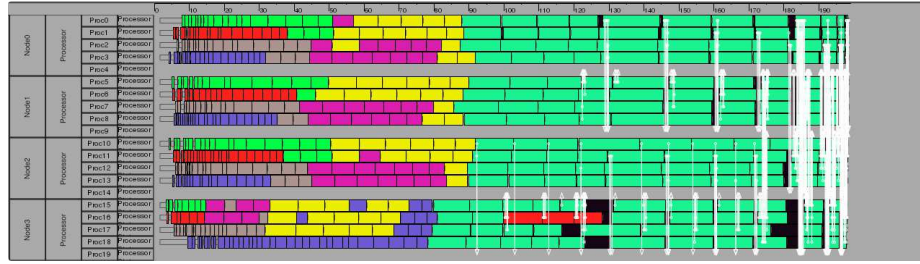 0 10 20 30 40 50 60 70 80 90 100 110 120 130 140 150 160 170 180 190
Node0 Processor Proc0 Processor
Proc1 Processor
Proc2 Processor
Proc3 Processor
Proc4 Processor
Node1 Processor Proc5 Processor
Proc6 Processor
Proc7 Processor
Proc8 Processor
Proc9 Processor
Node2 Processor Proc10 Processor
Proc11 Processor
Proc12 Processor
Proc13 Processor
Proc14 Processor
Node3 Processor Proc15 Processor
Proc16 Processor
Proc17 Processor
Proc18 Processor
Proc19 Processor